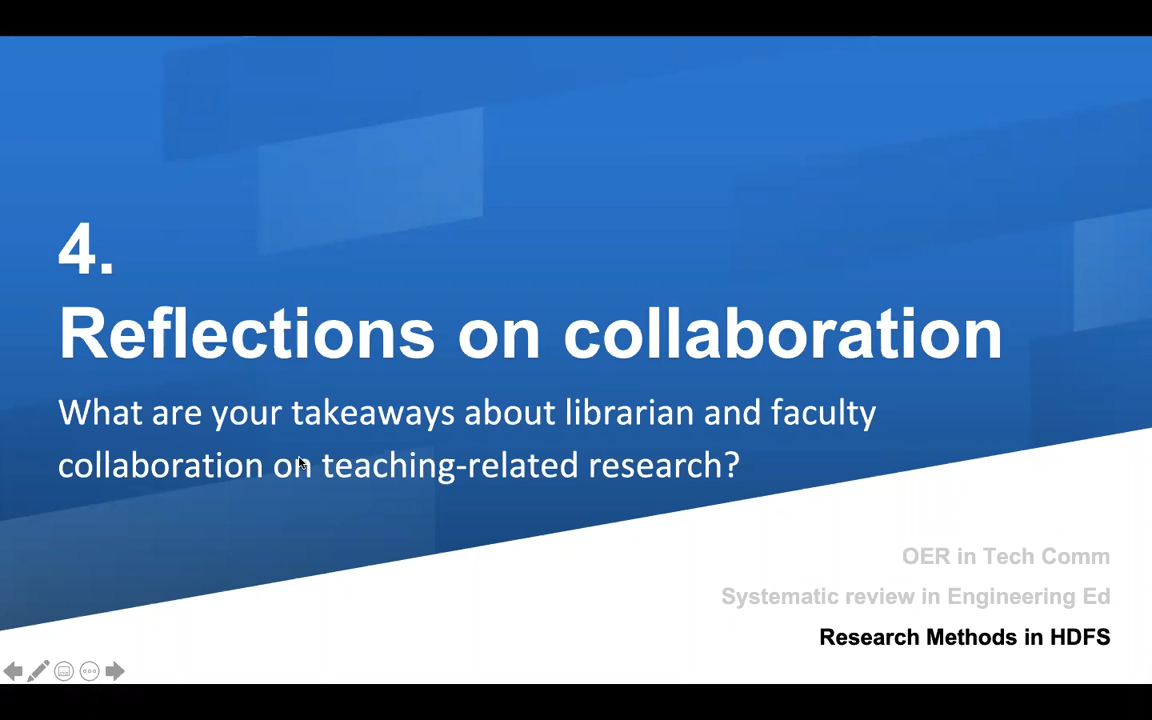 4.
Reflections on collaboration
What are your takeaways about librarian and faculty
collaboration on teaching-related research?
OER in Tech Comm
Systematic review in Engineering Ed
Research Methods in HDFS